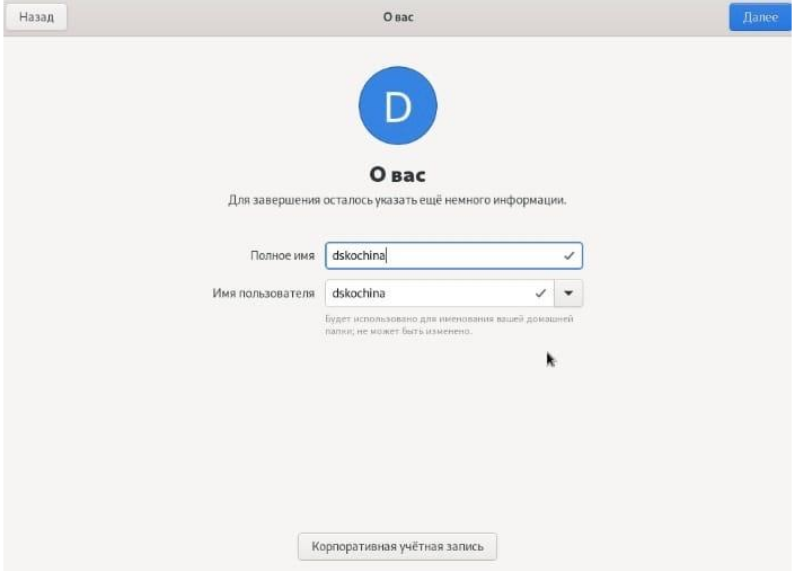 Назад
О вас
Далее
D
О вас
Для завершения осталось указать ещё немного информации.
Полное имя
dskochina
Имя пользователя
dskochina
Будет использовано для именования вашей домашней
папки; не может быть изменено.
Корпоративная учётная запись